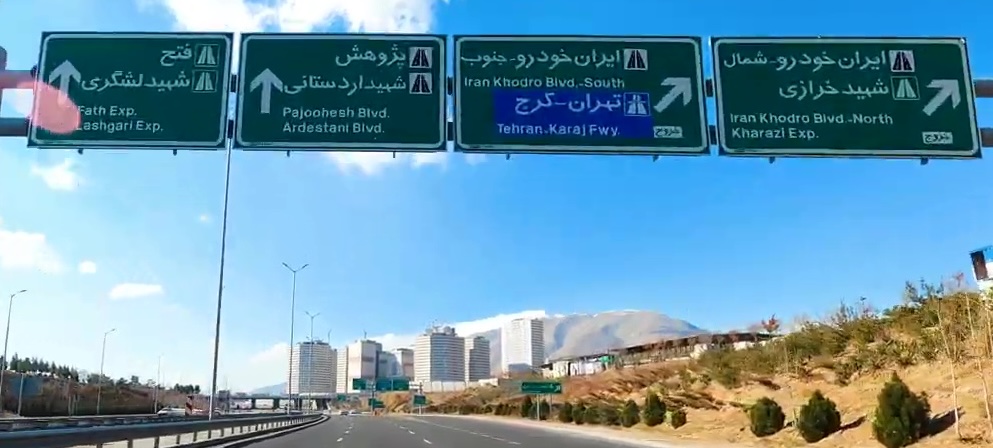 فتح
شهید لشگری
Fath Exp.
Lashgari Exp.
پژوهش
شهید اردستانی
Pajoohesh Blvd.
Ardestani Blvd.
ایران خودرو-جنوب
Iran Khodro Blvd.-South
تهران-کرج
Tehran-Karaj Fwy.
خروج
ایران خودرو-شمال
شهید خرازی
Iran Khodro Blvd.-North
Kharazi Exp.
خروج